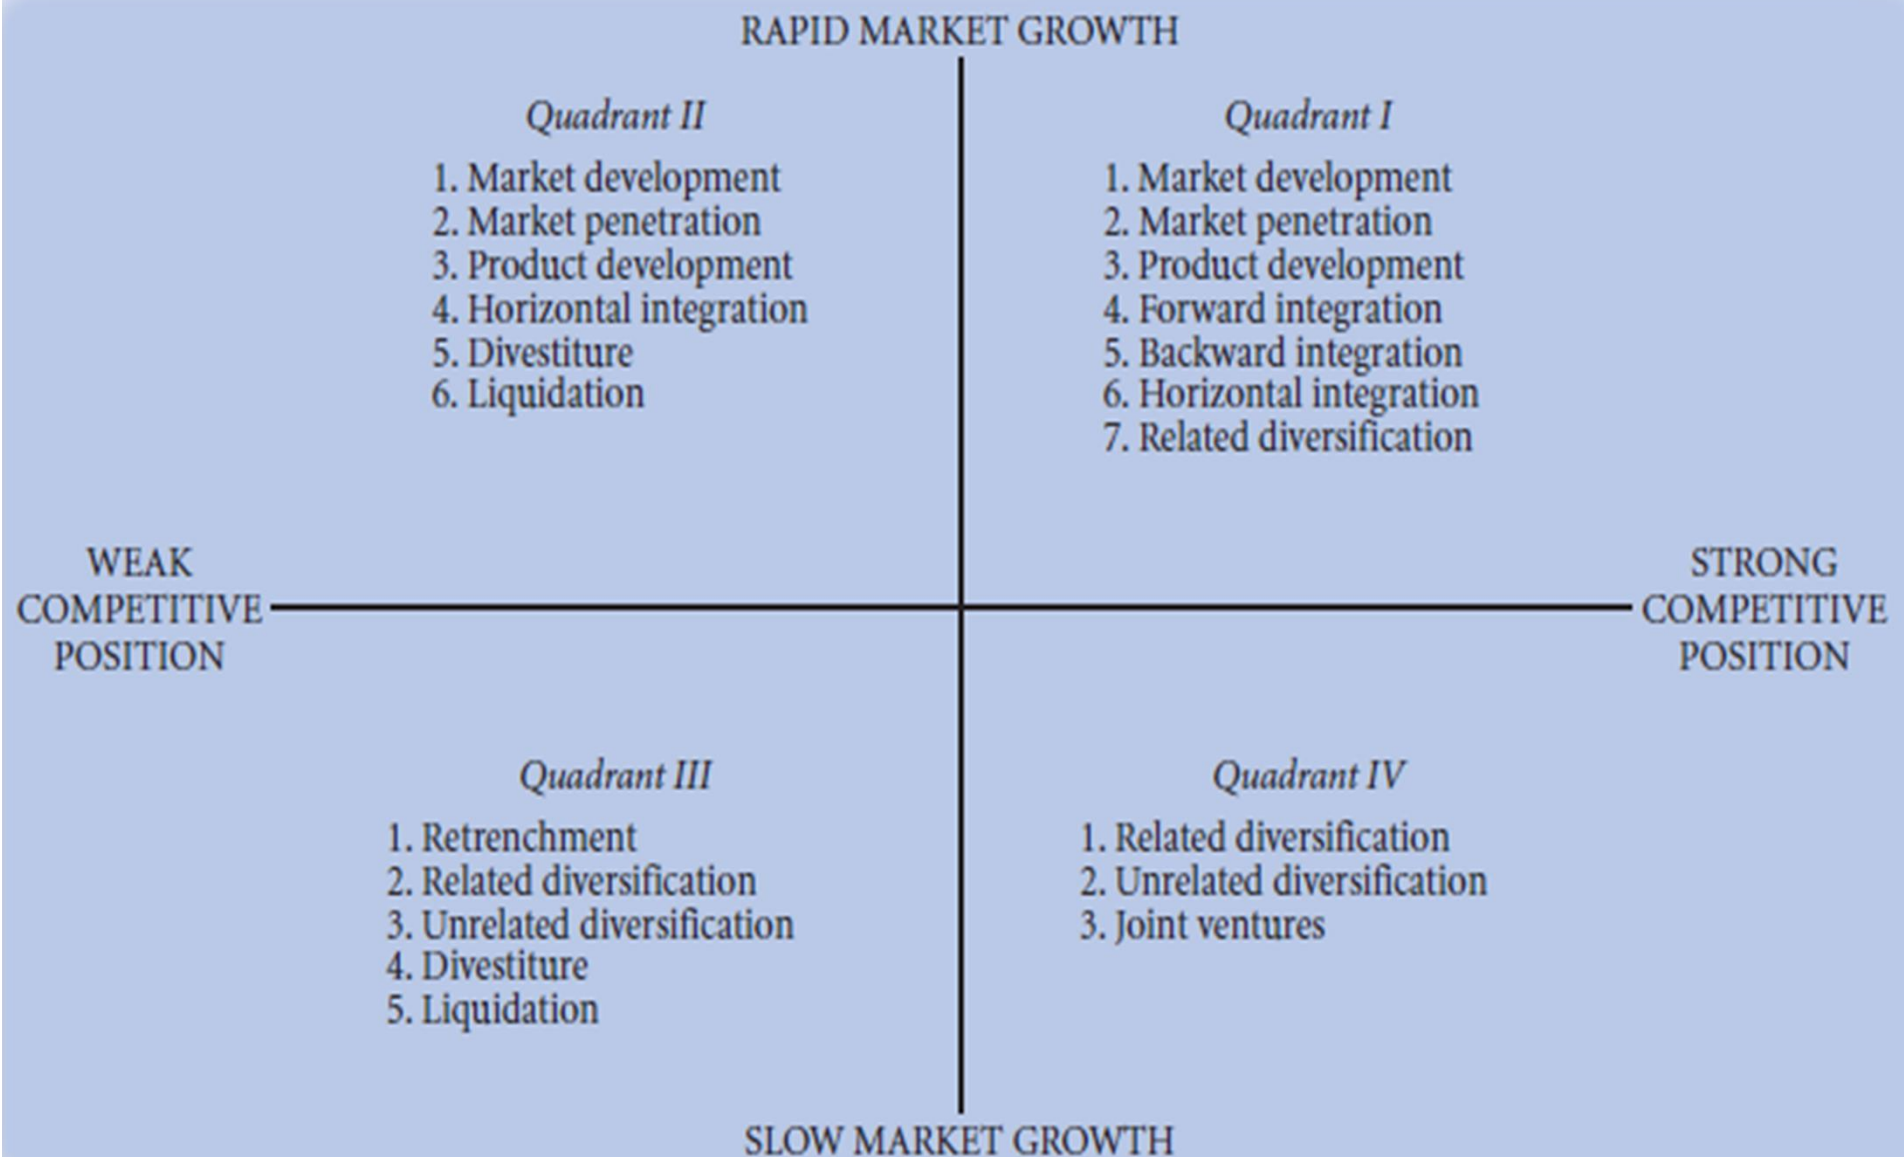 RAPID MARKET GROWTH
Quadrant II
1. Market development
2. Market penetration
3. Product development
4. Horizontal integration
5. Divestiture
6. Liquidation
Quadrant I
1. Market development
2. Market penetration
3. Product development
4. Forward integration
5. Backward integration
6. Horizontal integration
7. Related diversification
WEAK
COMPETITIVE
POSITION
STRONG
COMPETITIVE
POSITION
Quadrant III
1. Retrenchment
2. Related diversification
3. Unrelated diversification
4. Divestiture
5. Liquidation
Quadrant IV
1. Related diversification
2. Unrelated diversification
3. Joint ventures
SLOW MARKET GROWTH